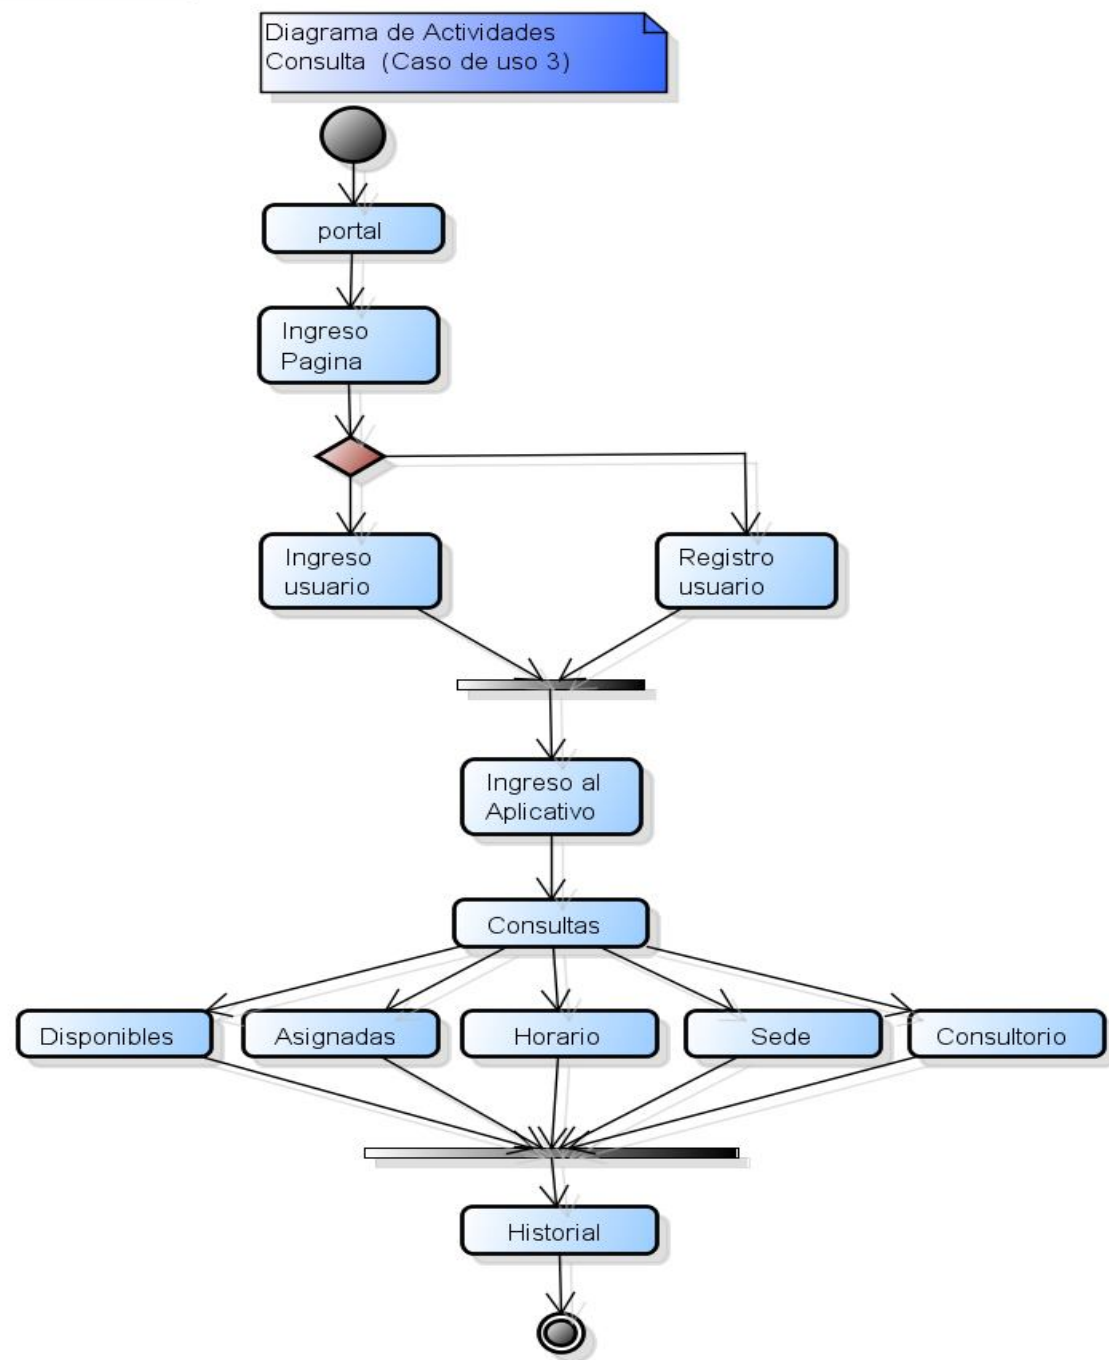 Diagrama de Actividades
Consulta  (Caso de uso 3)
portal
Ingreso
Pagina
Ingreso
usuario
Registro
usuario
Ingreso al
Aplicativo
Consultas
Disponibles
Asignadas
Horario
Sede
Consultorio
Historial